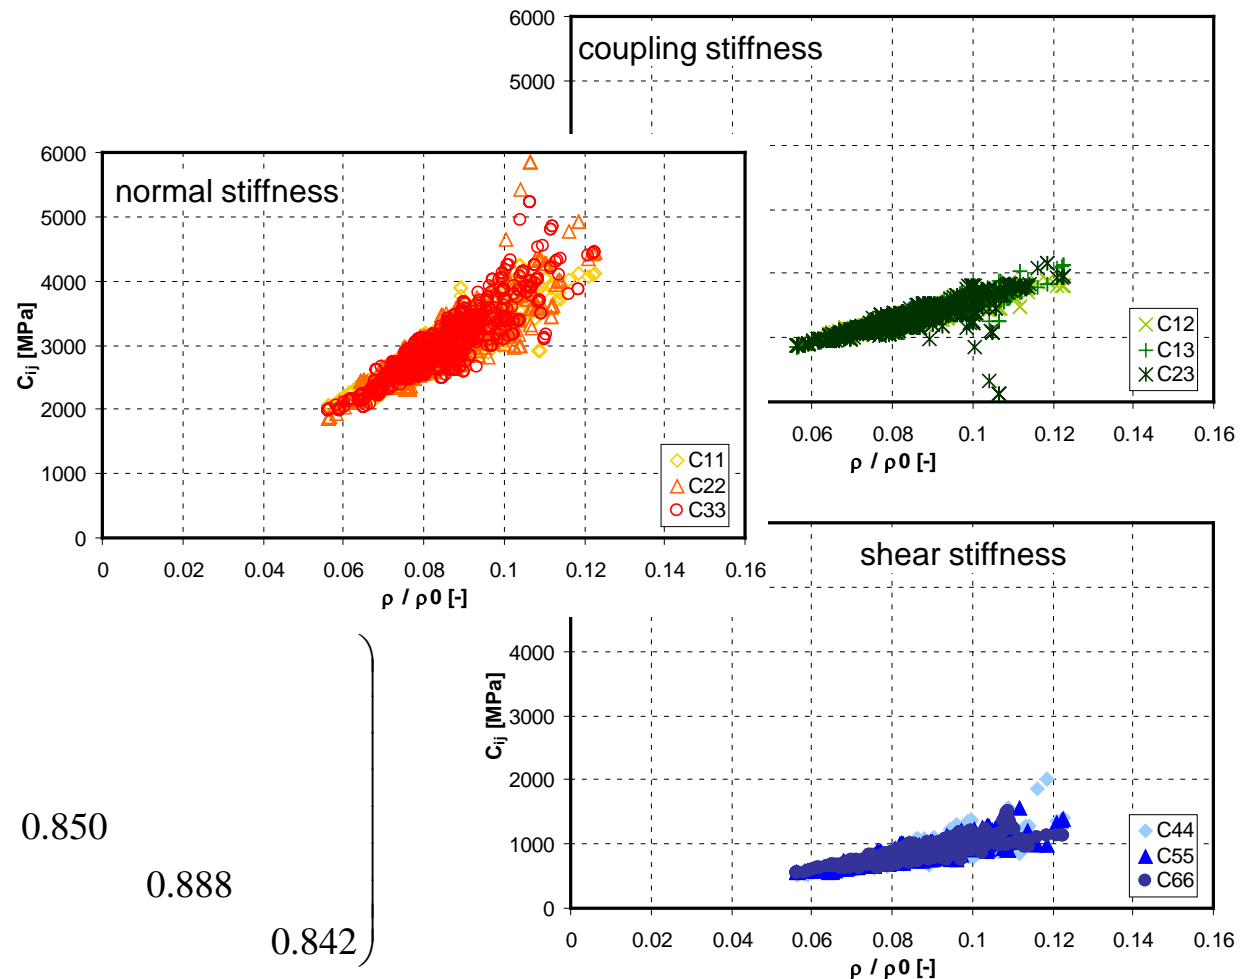 6000
coupling stiffness
5000
6000
normal stiffness
5000
4000
3000
2000
1000
0
C11
C22
C33
0 0.02 0.04 0.06 0.08 0.1 0.12 0.14 0.16
ρ / ρ0 [-]
Cij [MPa]
C12
C13
C23
0.06 0.08 0.1 0.12 0.14 0.16
ρ / ρ0 [-]
shear stiffness
4000
3000
2000
1000
0
Cij [MPa]
C44
C55
C66
0 0.02 0.04 0.06 0.08 0.1 0.12 0.14 0.16
ρ / ρ0 [-]
0.850
0.888
0.842